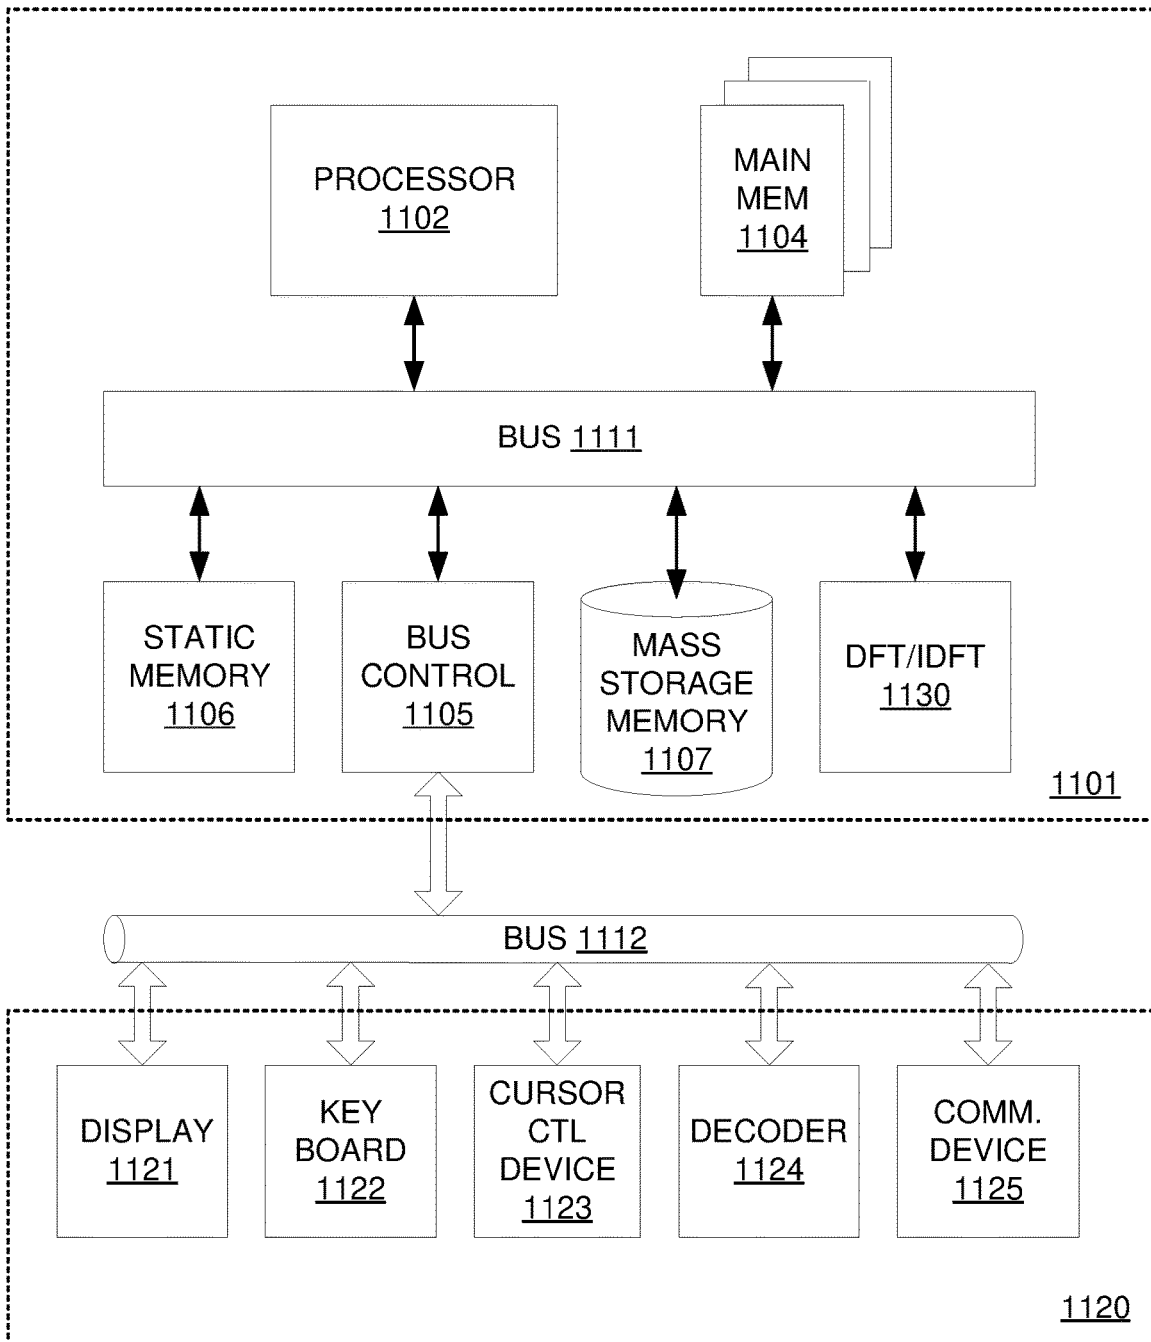 PROCESSOR
1102
MAIN
MEM
1104
BUS 1111
STATIC
MEMORY
1106
BUS
CONTROL
1105
MASS
STORAGE
MEMORY
1107
DFT/IDFT
1130
1101
BUS 1112
DISPLAY
1121
KEY
BOARD
1122
CURSOR
CTL
DEVICE
1123
DECODER
1124
COMM.
DEVICE
1125
1120